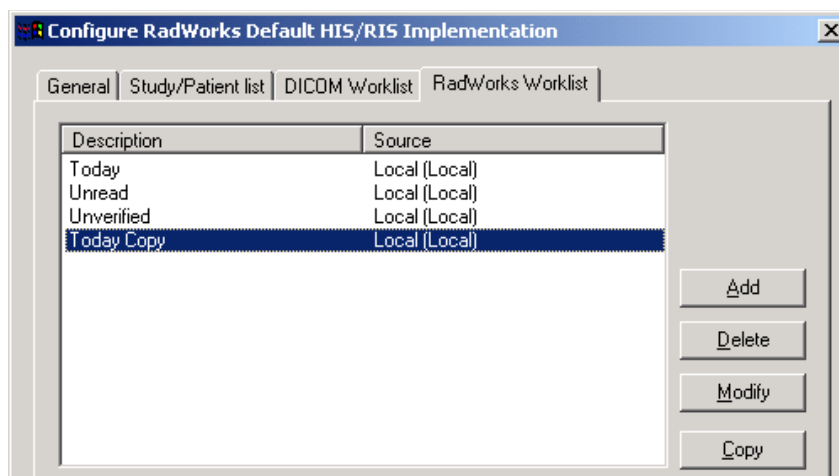 Configure RadWorks Default HIS/RIS Implementation
General Study/Patient list DICOM Worklist RadWorks Worklist
Description Source
Today Local (Local)
Unread Local (Local)
Unverified Local (Local)
Today Copy Local (Local)
Add
Delete
Modify
Copy